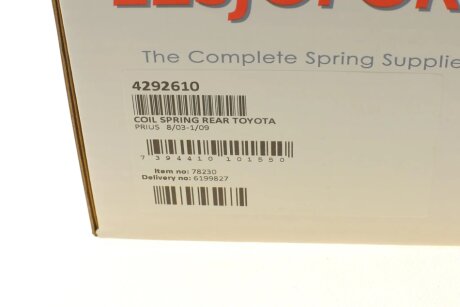 The Complete Spring Supplie
4292610
COIL SPRING REAR TOYOTA
PRIUS 8/03-1/09
7 394410 101550
Item no: 78230
Delivery no: 6199827